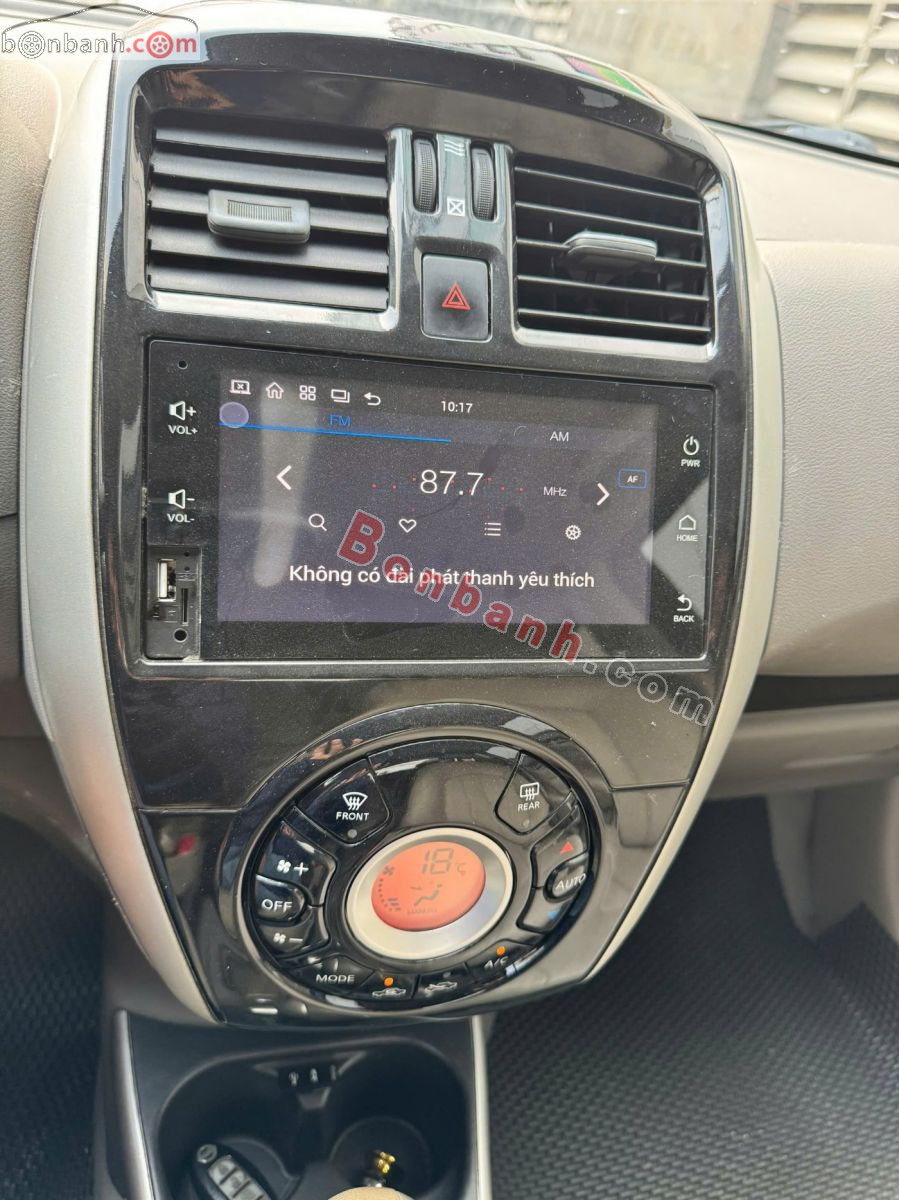 bonbanh.com
VOL+
10:17
FM
AM
PWR
87.7
MHz
AF
VOL-
HOME
Không có đài phát thanh yêu thích
BACK
Bonbanh.com
FRONT
REAR
18°C
AUTO
OFF
MODE
A/C